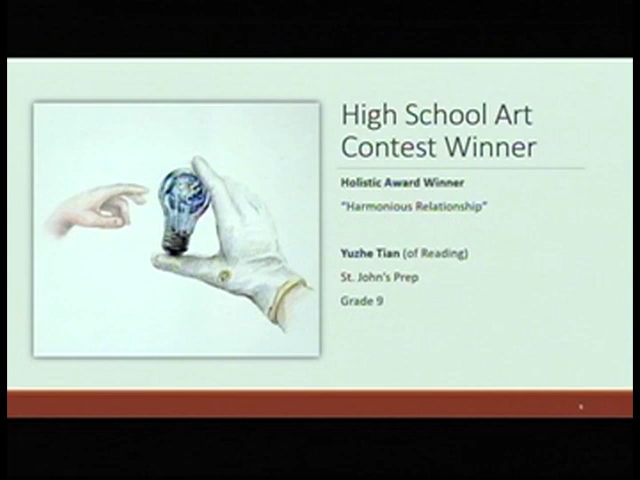 High School Art
Contest Winner
Holistic Award Winner
"Harmonious Relationship"
Yuzhe Tian (of Reading)
St. John's Prep
Grade 9